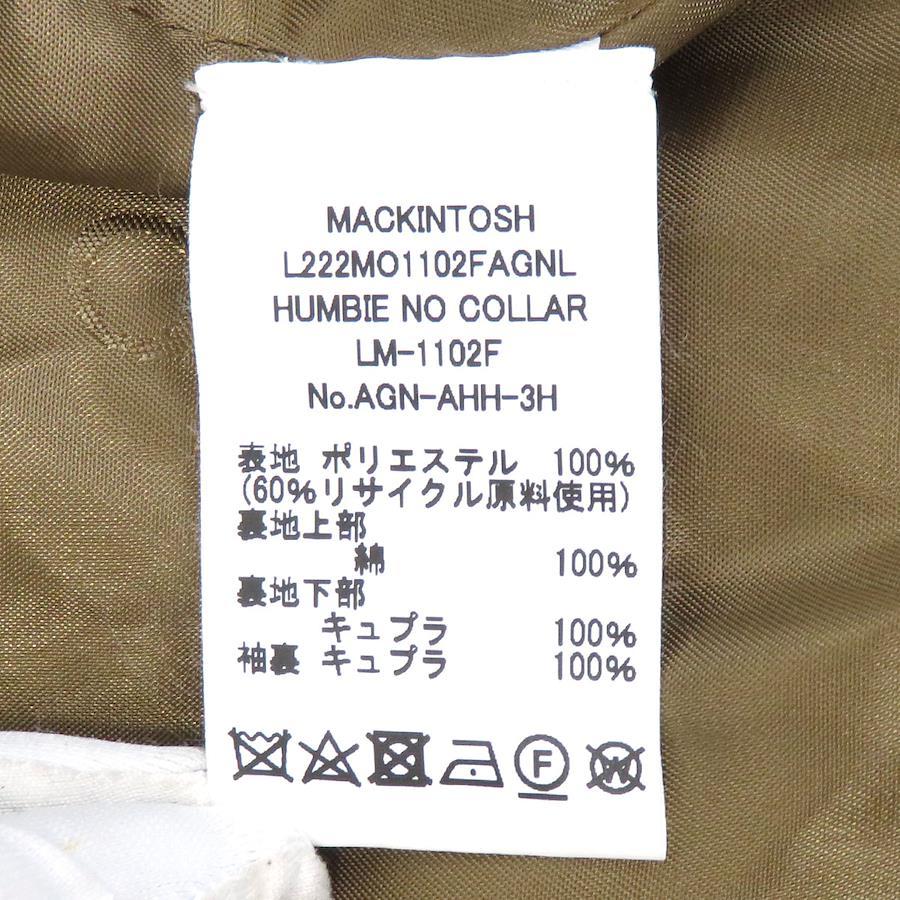 MACKINTOSH
L222MO1102FAGNL
HUMBIE NO COLLAR
LM-1102F
No.AGN-AHH-3H
表地 ポリエステル 100%
(60%リサイクル原料使用)
裏地上部
綿 100%
裏地下部
キュプラ 100%
袖裏 キュプラ 100%
F W